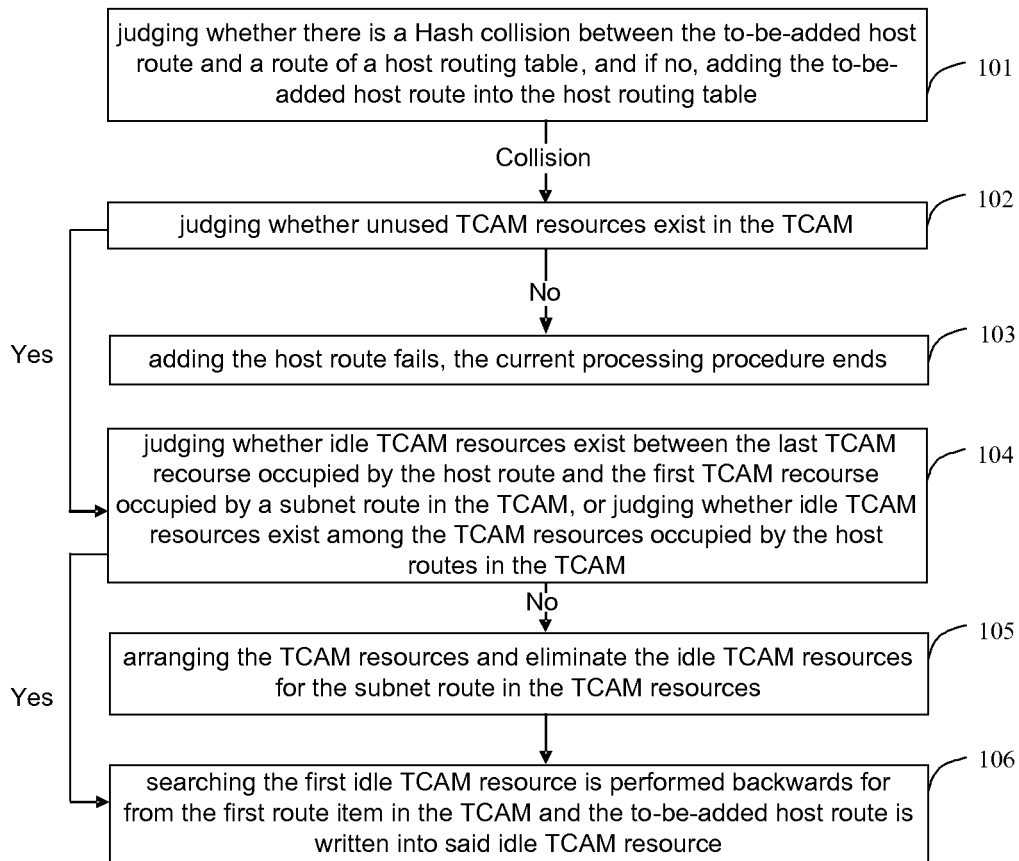 judging whether there is a Hash collision between the to-be-added host
route and a route of a host routing table, and if no, adding the to-be-
added host route into the host routing table
101
Collision
102
judging whether unused TCAM resources exist in the TCAM
No
Yes
103
adding the host route fails, the current processing procedure ends
judging whether idle TCAM resources exist between the last TCAM
recourse occupied by the host route and the first TCAM recourse
occupied by a subnet route in the TCAM, or judging whether idle TCAM
resources exist among the TCAM resources occupied by the host
routes in the TCAM
104
No
105
arranging the TCAM resources and eliminate the idle TCAM resources
for the subnet route in the TCAM resources
Yes
106
searching the first idle TCAM resource is performed backwards for
from the first route item in the TCAM and the to-be-added host route is
written into said idle TCAM resource